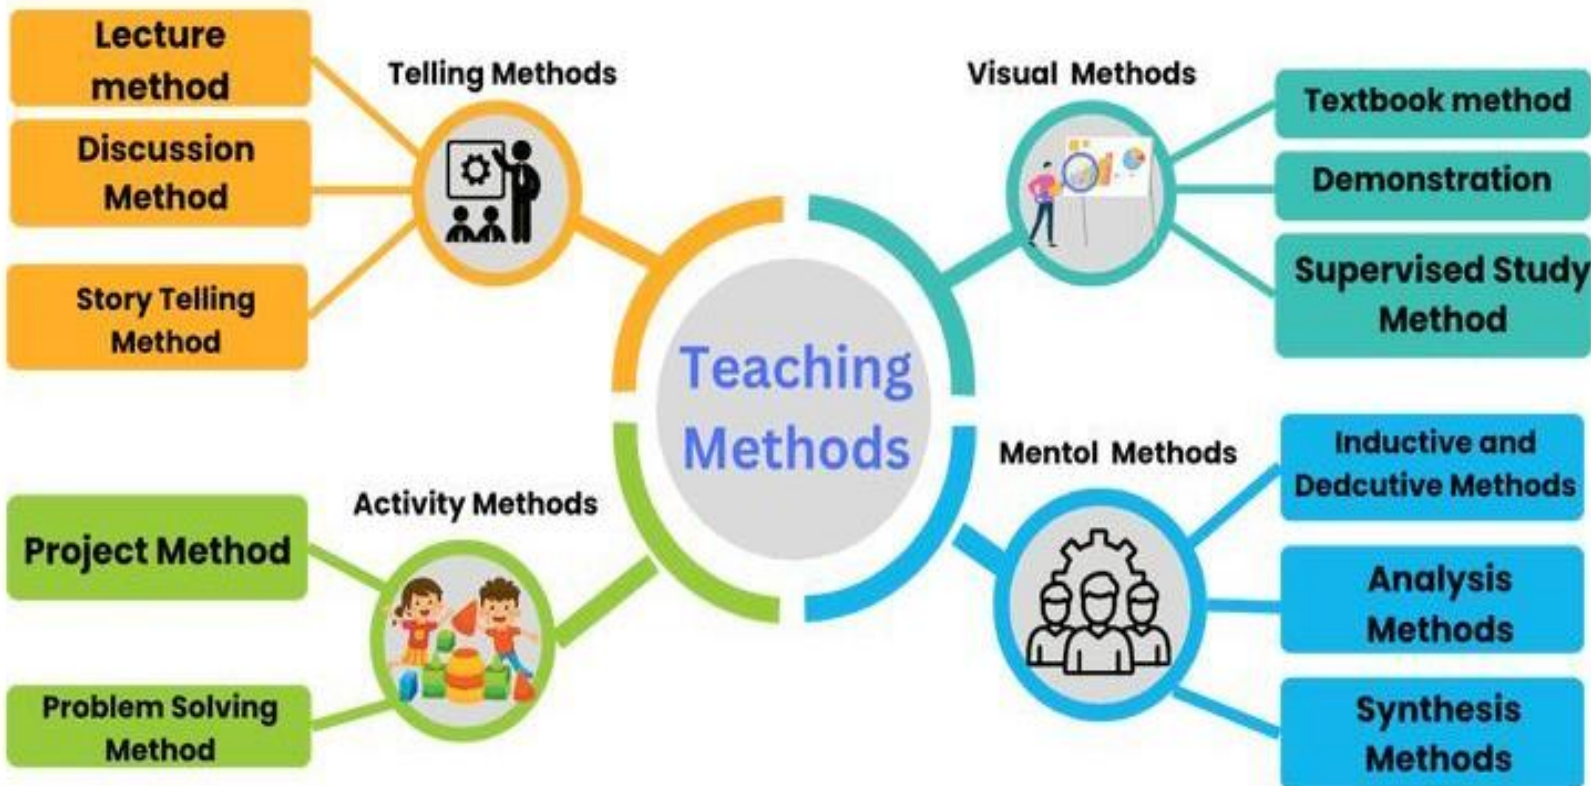 Lecture
method
Discussion
Method
Story Telling
Method
Telling Methods
Visual Methods
Textbook method
Demonstration
Supervised Study
Method
Teaching
Methods
Activity Methods
Project Method
Problem Solving
Method
Mentol Methods
Inductive and
Dedcutive Methods
Analysis
Methods
Synthesis
Methods